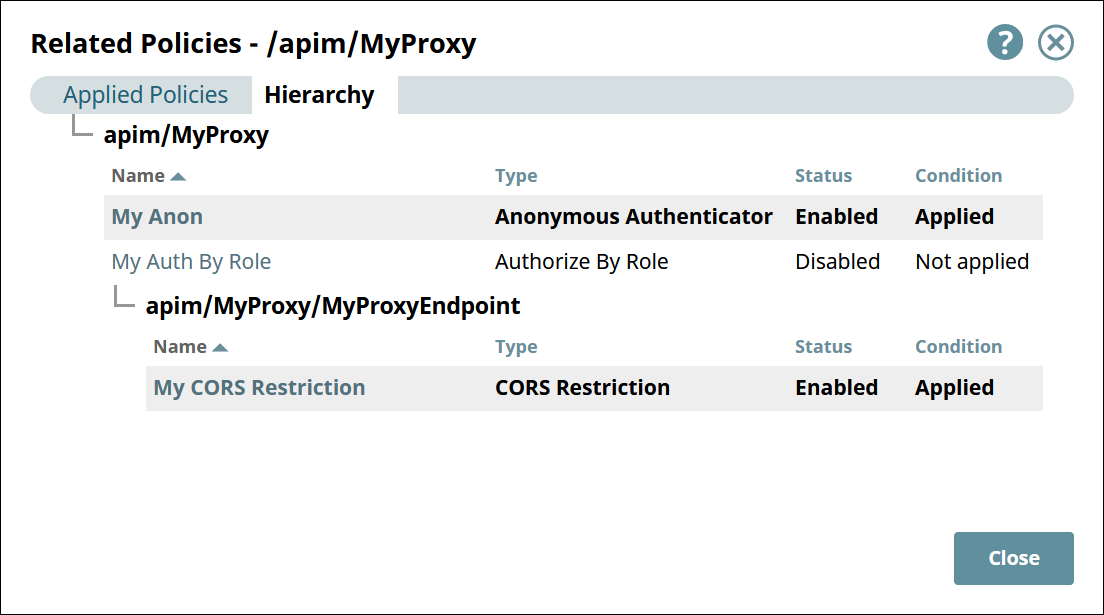 Related Policies - /apim/MyProxy ?
Applied Policies Hierarchy
apim/MyProxy
Name Type Status Condition
My Anon Anonymous Authenticator Enabled Applied
My Auth By Role Authorize By Role Disabled Not applied
apim/MyProxy/MyProxyEndpoint
Name Type Status Condition
My CORS Restriction CORS Restriction Enabled Applied
Close